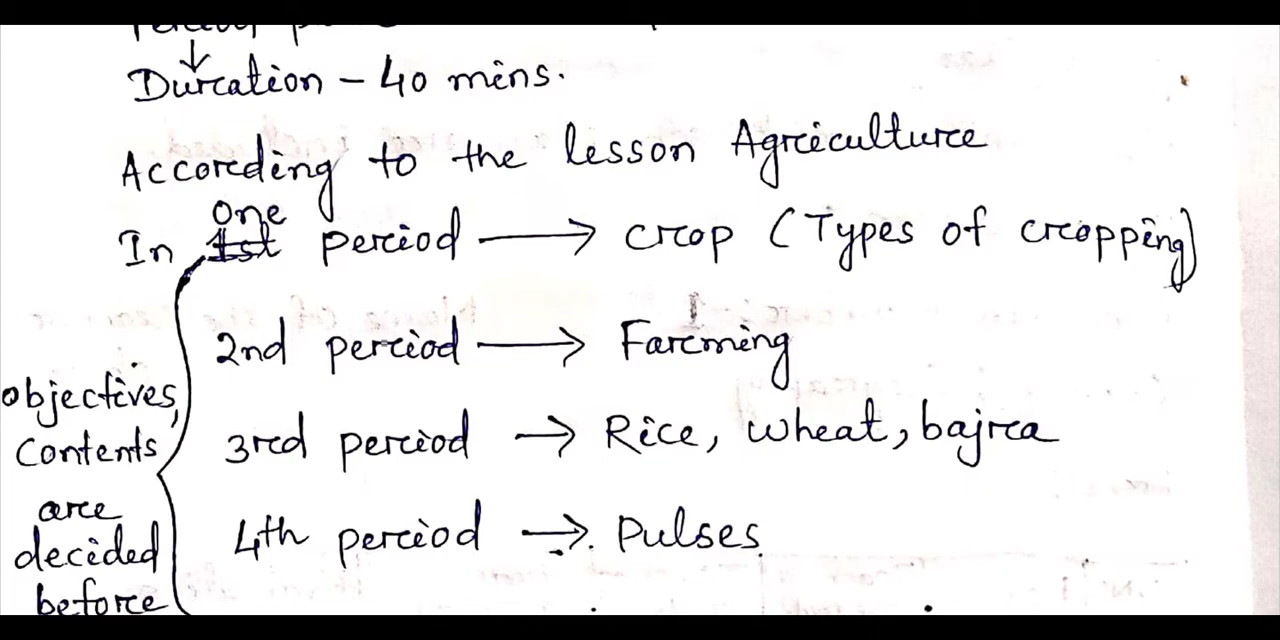 Duration - 40 mins.
According to the lesson Agriculture
In 1st One period → crop (Types of cropping)
2nd period → Farming
3rd period → Rice, wheat, bajra
4th period → Pulses
objectives,
contents
are
decided
before